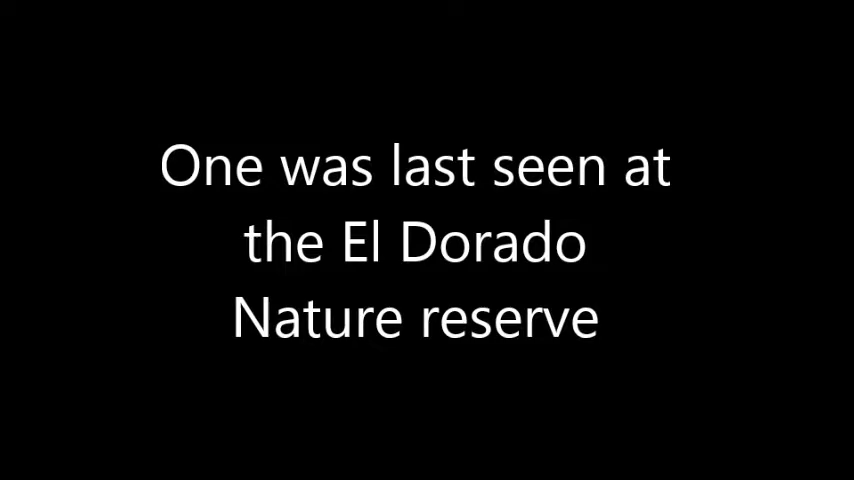 One was last seen at
the El Dorado
Nature reserve